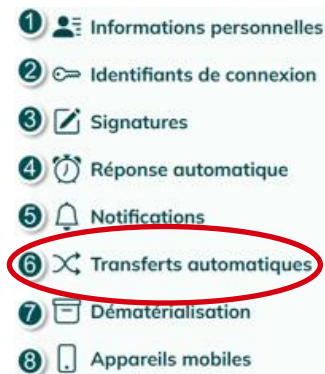 1 Informations personnelles
2 Identifiants de connexion
3 Signatures
4 Réponse automatique
5 Notifications
6 Transferts automatiques
7 Dématérialisation
8 Appareils mobiles